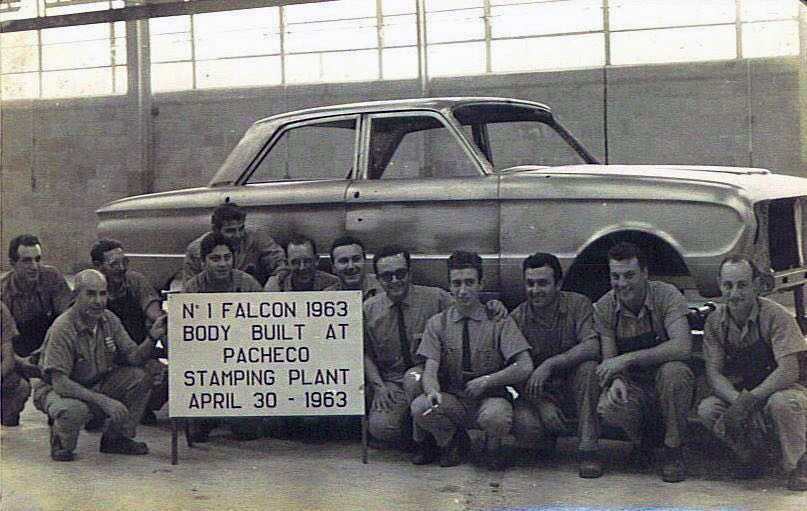 Nº 1 FALCON 1963
BODY BUILT AT
PACHECO
STAMPING PLANT
APRIL 30 - 1963